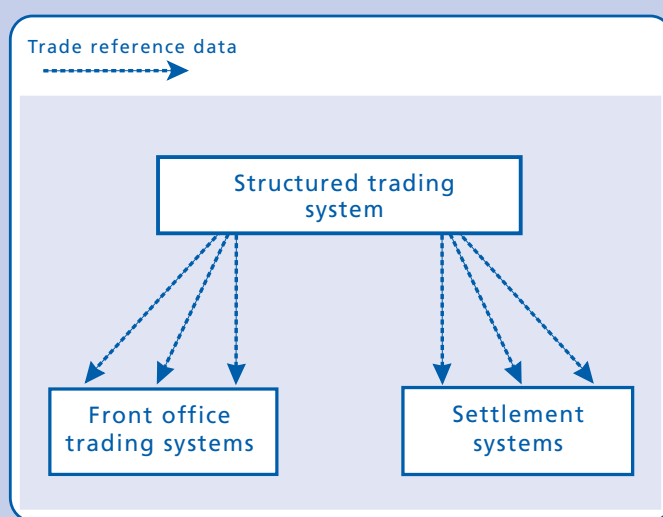 Trade reference data
Structured trading
system
Front office
trading systems
Settlement
systems